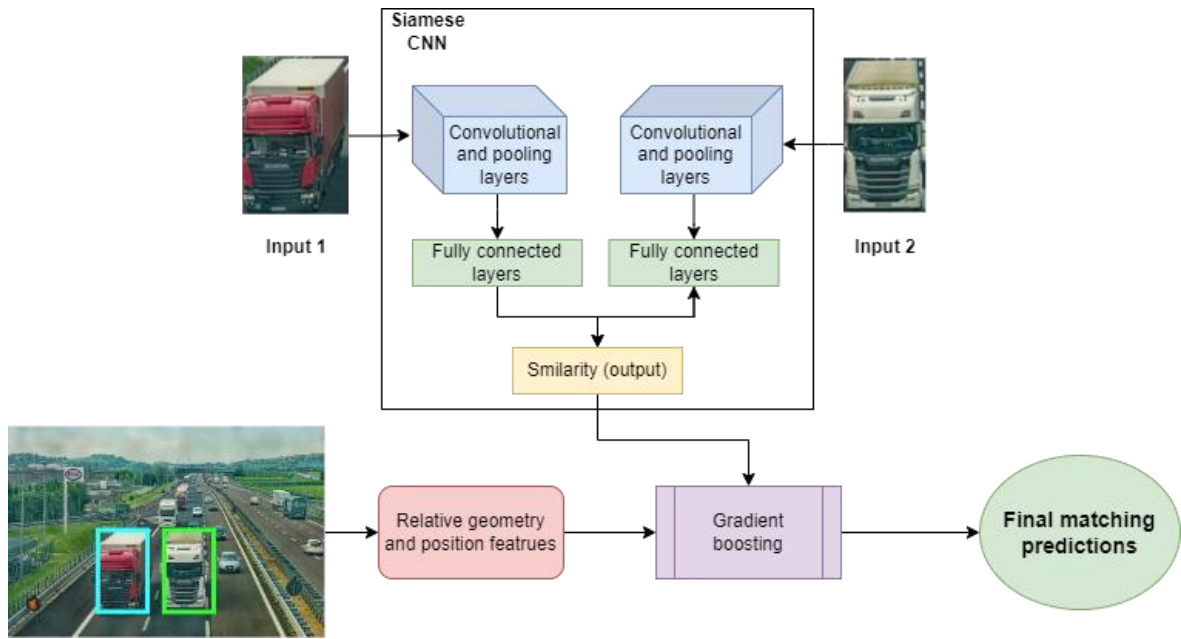 Siamese
CNN
Convolutional
and pooling
layers
Convolutional
and pooling
layers
Input 1
Input 2
Fully connected
layers
Fully connected
layers
Smilarity (output)
Relative geometry
and position featrues
Gradient
boosting
Final matching
predictions